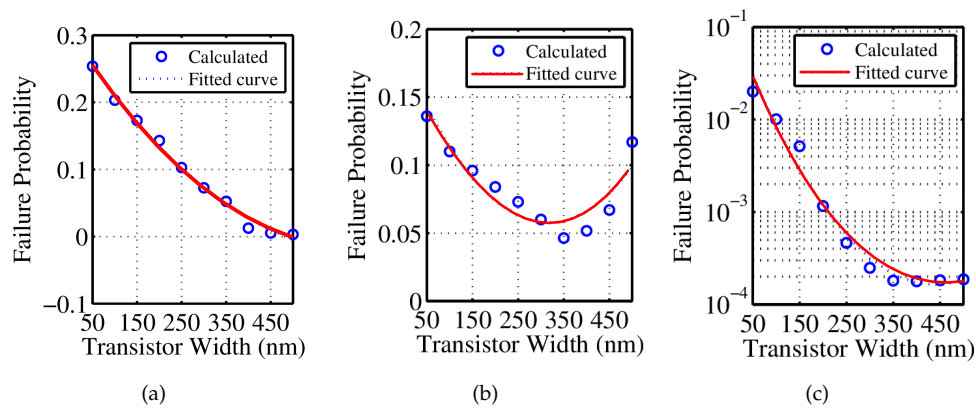 0.3
0.2
0.1
0
−0.1
Failure Probability
Calculated
Fitted curve
50 150 250 350 450
Transistor Width (nm)
(a)
0.2
0.15
0.1
0.05
0
Failure Probability
Calculated
Fitted curve
50 150 250 350 450
Transistor Width (nm)
(b)
10⁻¹
10⁻²
10⁻³
10⁻⁴
Failure Probability
Calculated
Fitted curve
50 150 250 350 450
Transistor Width (nm)
(c)